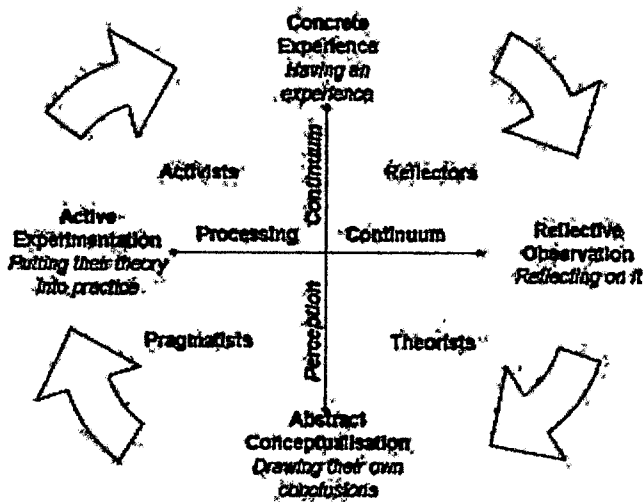 Concrete
Experience
Having an
experience
Activists
Reflectors
Continuum
Active
Experimentation
Putting their theory
into practice
Processing
Continuum
Reflective
Observation
Reflecting on it
Pragmatists
Perception
Theorists
Abstract
Conceptualisation
Drawing their own
conclusions